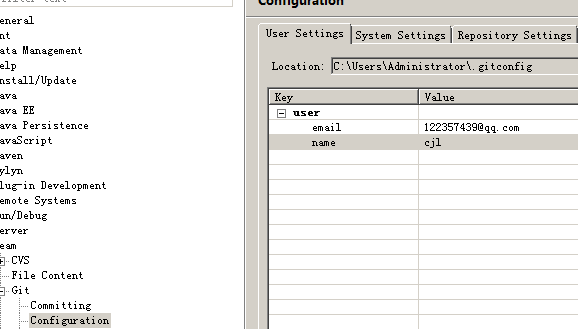 Configuration
eneral
nt
ata Management
elp
nstall/Update
ava
ava EE
ava Persistence
avaScript
aven
ylyn
lug-in Development
emote Systems
un/Debug
erver
eam
CVS
File Content
Git
Committing
Configuration
User Settings
System Settings
Repository Settings
Location: C:\Users\Administrator\.gitconfig
Key Value
user
email 122357439@qq.com
name cjl